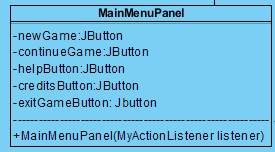 MainMenuPanel
-newGame:JButton
-continueGame:JButton
-helpButton:JButton
-creditsButton:JButton
-exitGameButton: Jbutton
+MainMenuPanel(MyActionListener listener)